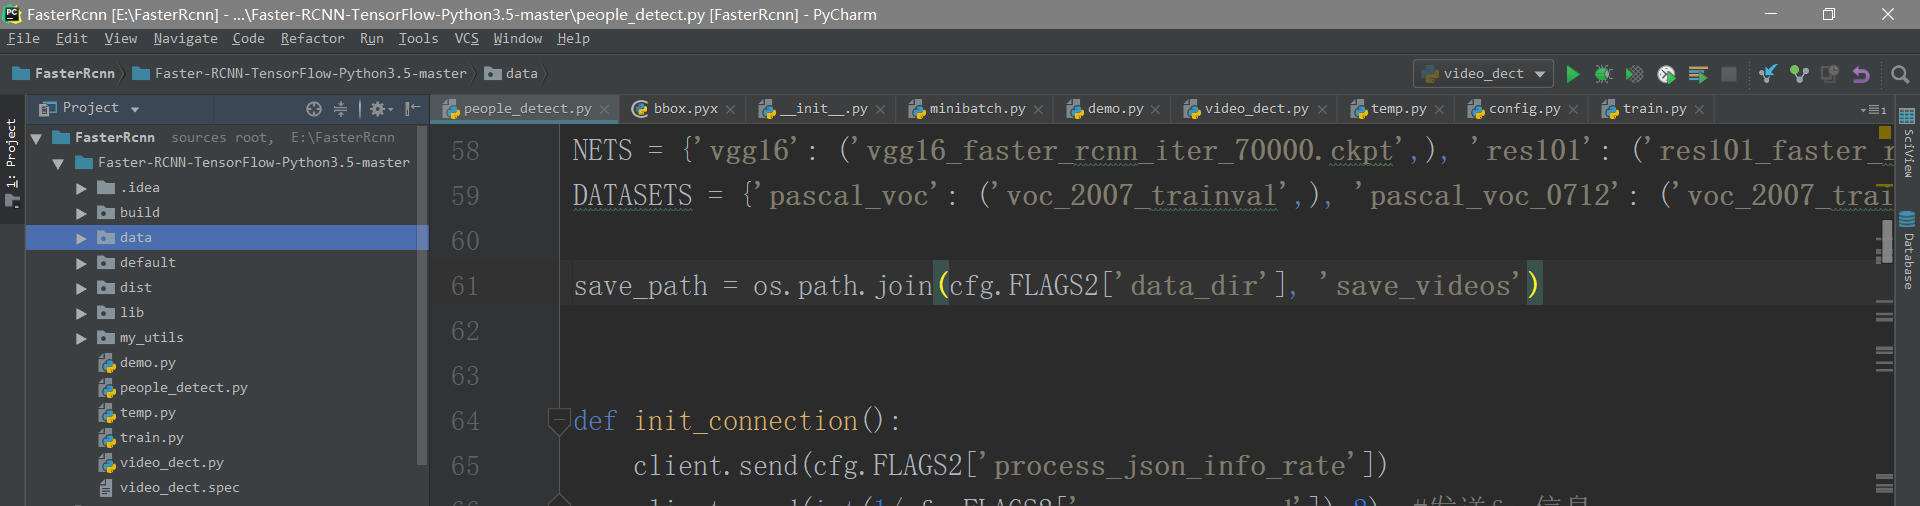 FasterRcnn [E:\FasterRcnn] - ...\Faster-RCNN-TensorFlow-Python3.5-master\people_detect.py [FasterRcnn] - PyCharm
File Edit View Navigate Code Refactor Run Tools VCS Window Help
FasterRcnn Faster-RCNN-TensorFlow-Python3.5-master data video_dect
Project people_detect.py bbox.pyx __init__.py minibatch.py demo.py video_dect.py temp.py config.py train.py
1: Project
FasterRcnn sources root, E:\FasterRcnn
Faster-RCNN-TensorFlow-Python3.5-master
.idea
build
data
default
dist
lib
my_utils
demo.py
people_detect.py
temp.py
train.py
video_dect.py
video_dect.spec
58 NETS = {'vgg16': ('vgg16_faster_rcnn_iter_70000.ckpt',), 'res101': ('res101_faster_r
59 DATASETS = {'pascal_voc': ('voc_2007_trainval',), 'pascal_voc_0712': ('voc_2007_trai
60
61 save_path = os.path.join(cfg.FLAGS2['data_dir'], 'save_videos')
62
63
64 def init_connection():
65 client.send(cfg.FLAGS2['process_json_info_rate'])
SciView
Database